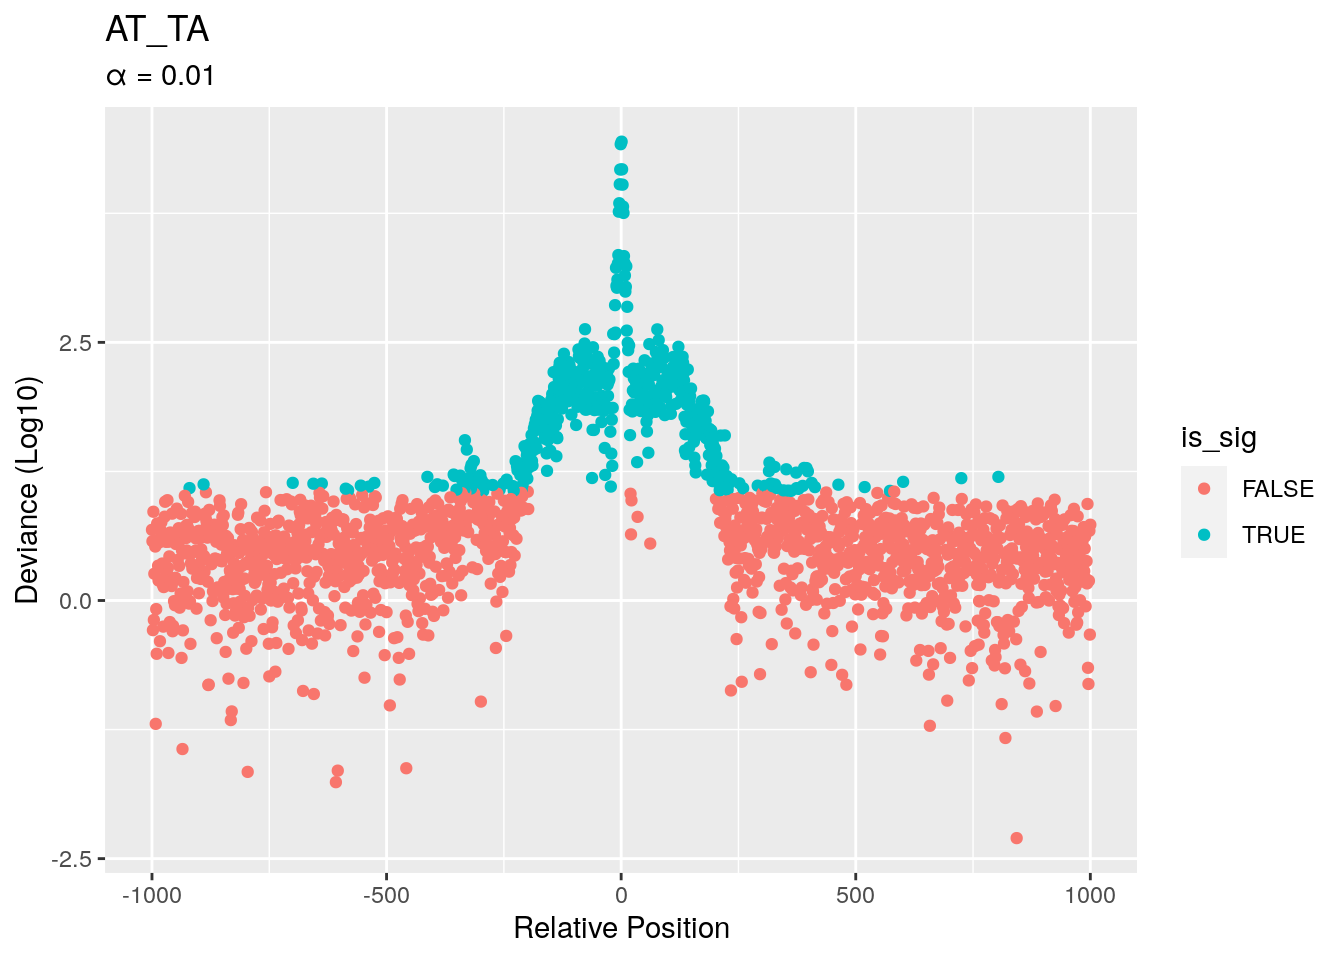 AT_TA
α = 0.01
Deviance (Log10)
2.5
0.0
-2.5
-1000
-500
0
500
1000
Relative Position
is_sig
FALSE
TRUE